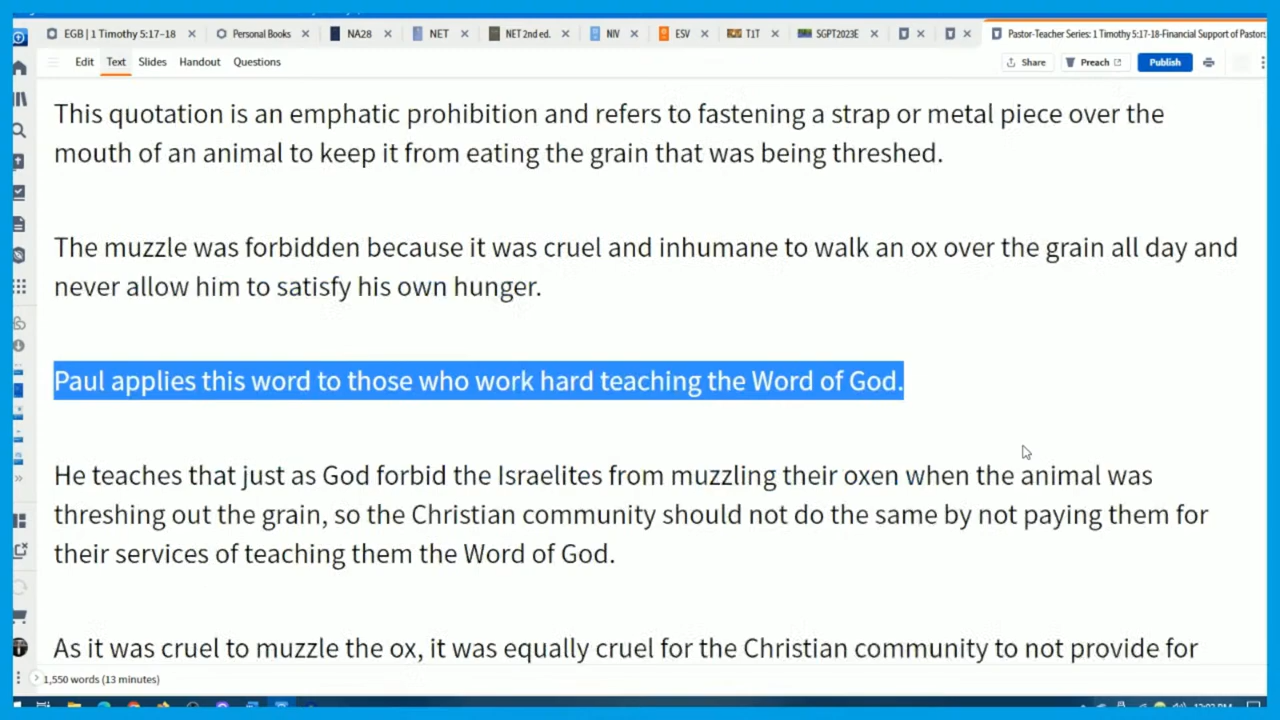 EGB | 1 Timothy 5:17-18 Personal Books NA28 NET NET 2nd ed. NIV ESV T1T SGPT2023E Pastor-Teacher Series: 1 Timothy 5:17-18-Financial Support of Pastor
Edit Text Slides Handout Questions Share Preach Publish
This quotation is an emphatic prohibition and refers to fastening a strap or metal piece over the
mouth of an animal to keep it from eating the grain that was being threshed.
The muzzle was forbidden because it was cruel and inhumane to walk an ox over the grain all day and
never allow him to satisfy his own hunger.
Paul applies this word to those who work hard teaching the Word of God.
He teaches that just as God forbid the Israelites from muzzling their oxen when the animal was
threshing out the grain, so the Christian community should not do the same by not paying them for
their services of teaching them the Word of God.
As it was cruel to muzzle the ox, it was equally cruel for the Christian community to not provide for
1,550 words (13 minutes)